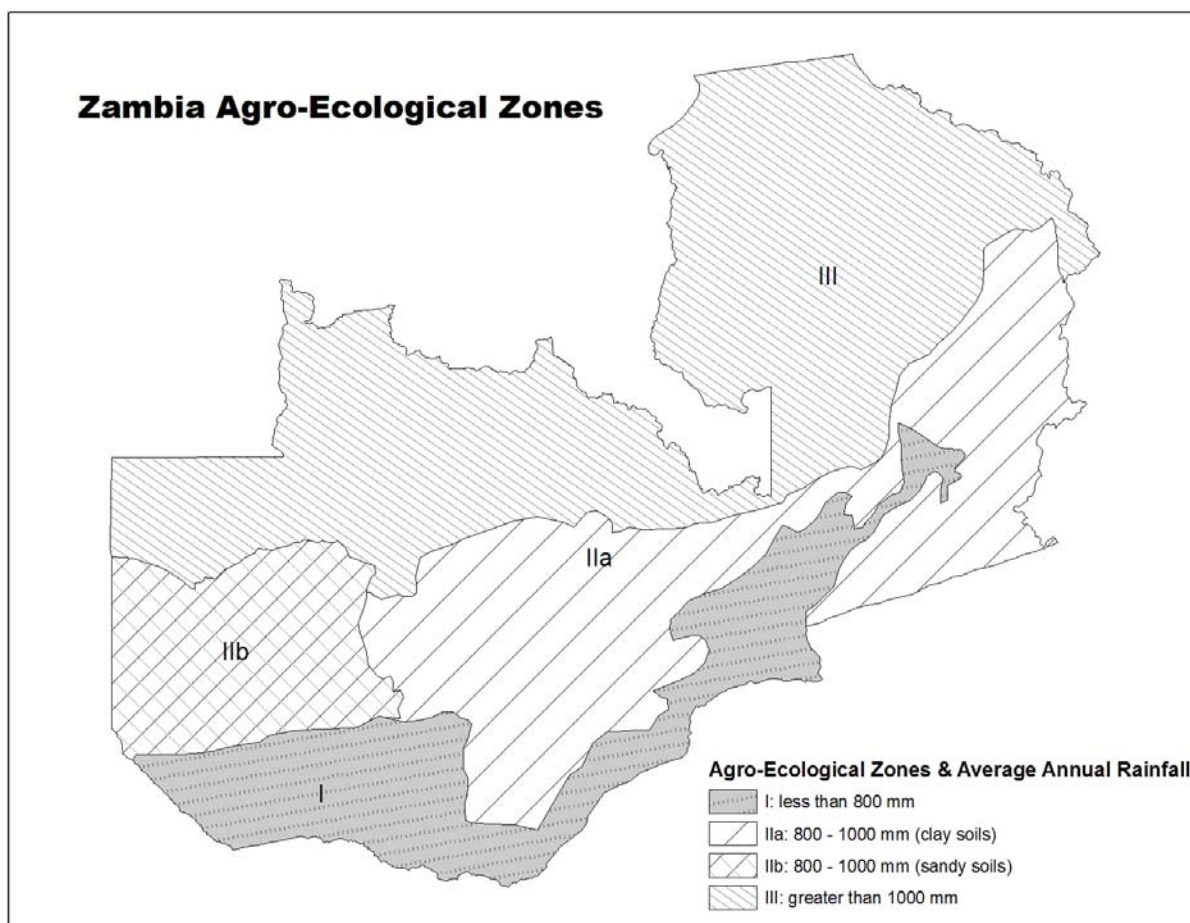 Zambia Agro-Ecological Zones
III
IIa
IIb
I
Agro-Ecological Zones & Average Annual Rainfall
I: less than 800 mm
IIa: 800 - 1000 mm (clay soils)
IIb: 800 - 1000 mm (sandy soils)
III: greater than 1000 mm